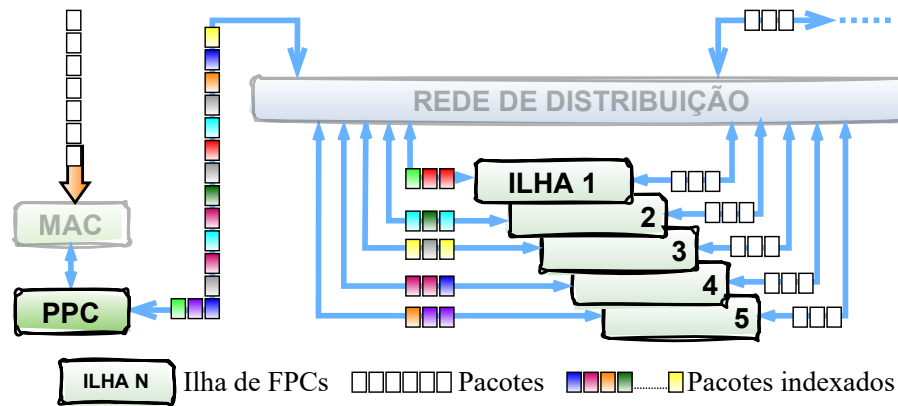 REDE DE DISTRIBUIÇÃO
ILHA 1
MAC
2
3
4
PPC
5
ILHA N Ilha de FPCs Pacotes Pacotes indexados